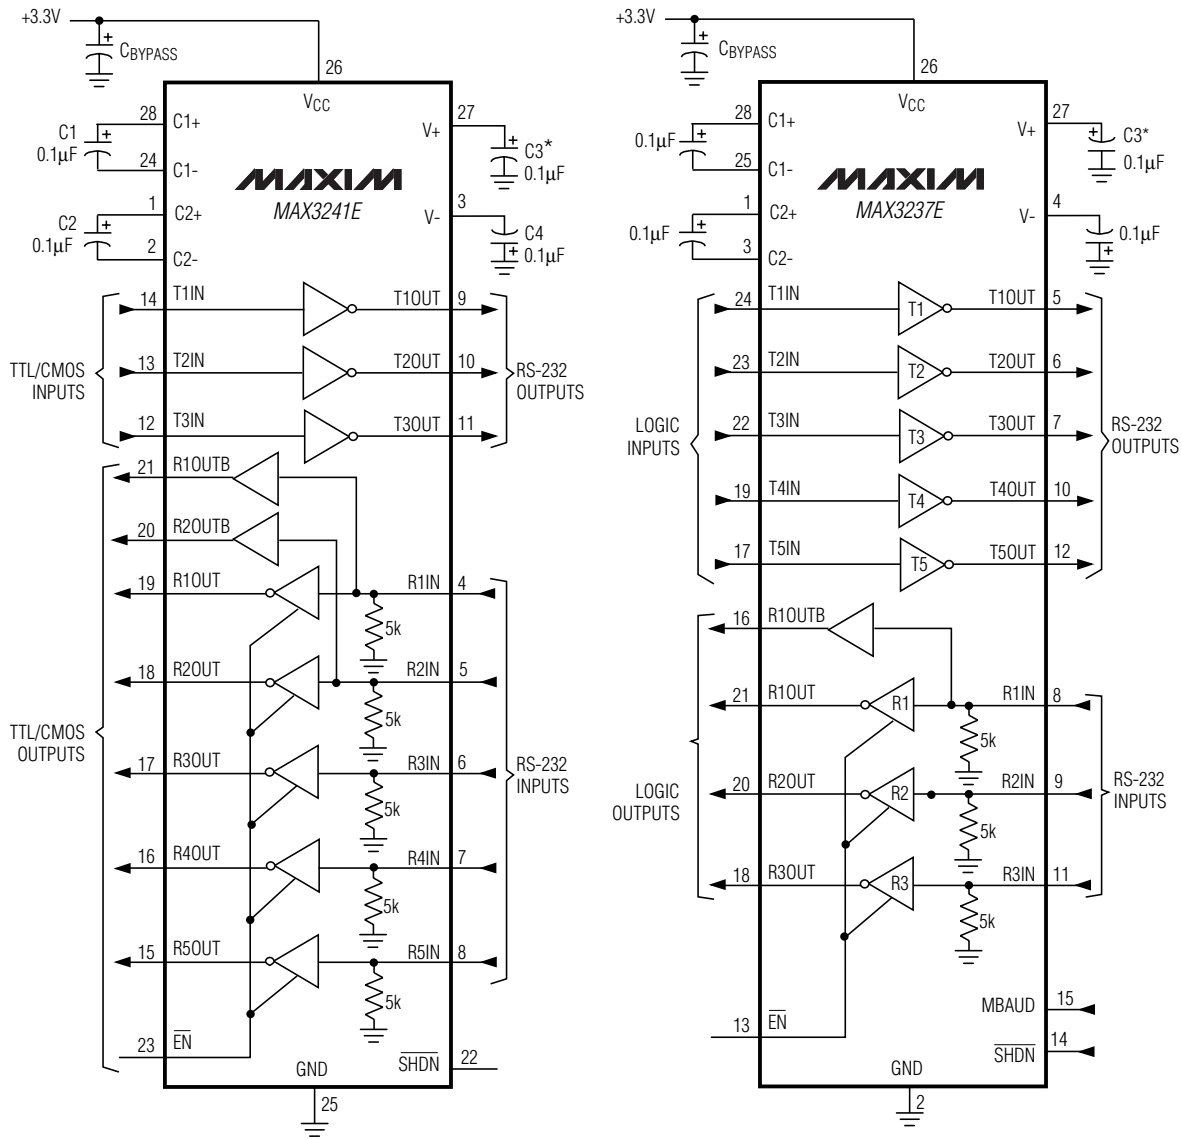 +3.3V
CBYPASS
26
VCC
28
C1+
C1
0.1µF
24
C1-
27
V+
C3*
0.1µF
MAXIM
MAX3241E
1
C2+
C2
0.1µF
2
C2-
3
V-
C4
0.1µF
14
T1IN
T1OUT
9
TTL/CMOS
INPUTS
13
T2IN
T2OUT
10
RS-232
OUTPUTS
12
T3IN
T3OUT
11
21
R1OUTB
20
R2OUTB
19
R1OUT
R1IN
4
5k
18
R2OUT
R2IN
5
5k
TTL/CMOS
OUTPUTS
17
R3OUT
R3IN
6
5k
RS-232
INPUTS
16
R4OUT
R4IN
7
5k
15
R5OUT
R5IN
8
5k
23
EN
SHDN
22
GND
25
+3.3V
CBYPASS
26
VCC
28
C1+
0.1µF
25
C1-
27
V+
C3*
0.1µF
MAXIM
MAX3237E
1
C2+
0.1µF
3
C2-
4
V-
0.1µF
24
T1IN
T1
T1OUT
5
23
T2IN
T2
T2OUT
6
LOGIC
INPUTS
22
T3IN
T3
T3OUT
7
RS-232
OUTPUTS
19
T4IN
T4
T4OUT
10
17
T5IN
T5
T5OUT
12
16
R1OUTB
21
R1OUT
R1
R1IN
8
5k
LOGIC
OUTPUTS
20
R2OUT
R2
R2IN
9
5k
RS-232
INPUTS
18
R3OUT
R3
R3IN
11
5k
MBAUD
15
13
EN
SHDN
14
GND
2